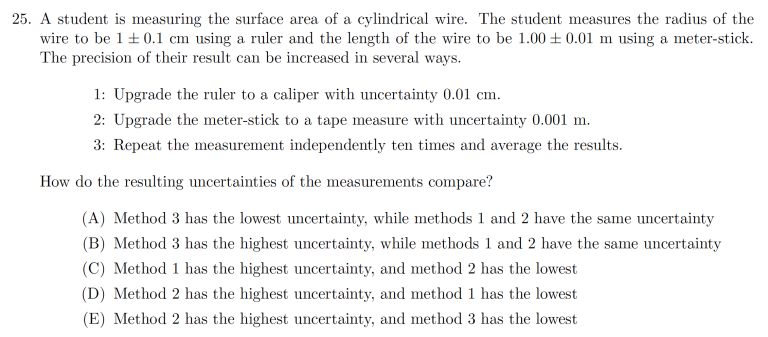 25. A student is measuring the surface area of a cylindrical wire. The student measures the radius of the
wire to be 1 ± 0.1 cm using a ruler and the length of the wire to be 1.00 ± 0.01 m using a meter-stick.
The precision of their result can be increased in several ways.
1: Upgrade the ruler to a caliper with uncertainty 0.01 cm.
2: Upgrade the meter-stick to a tape measure with uncertainty 0.001 m.
3: Repeat the measurement independently ten times and average the results.
How do the resulting uncertainties of the measurements compare?
(A) Method 3 has the lowest uncertainty, while methods 1 and 2 have the same uncertainty
(B) Method 3 has the highest uncertainty, while methods 1 and 2 have the same uncertainty
(C) Method 1 has the highest uncertainty, and method 2 has the lowest
(D) Method 2 has the highest uncertainty, and method 1 has the lowest
(E) Method 2 has the highest uncertainty, and method 3 has the lowest